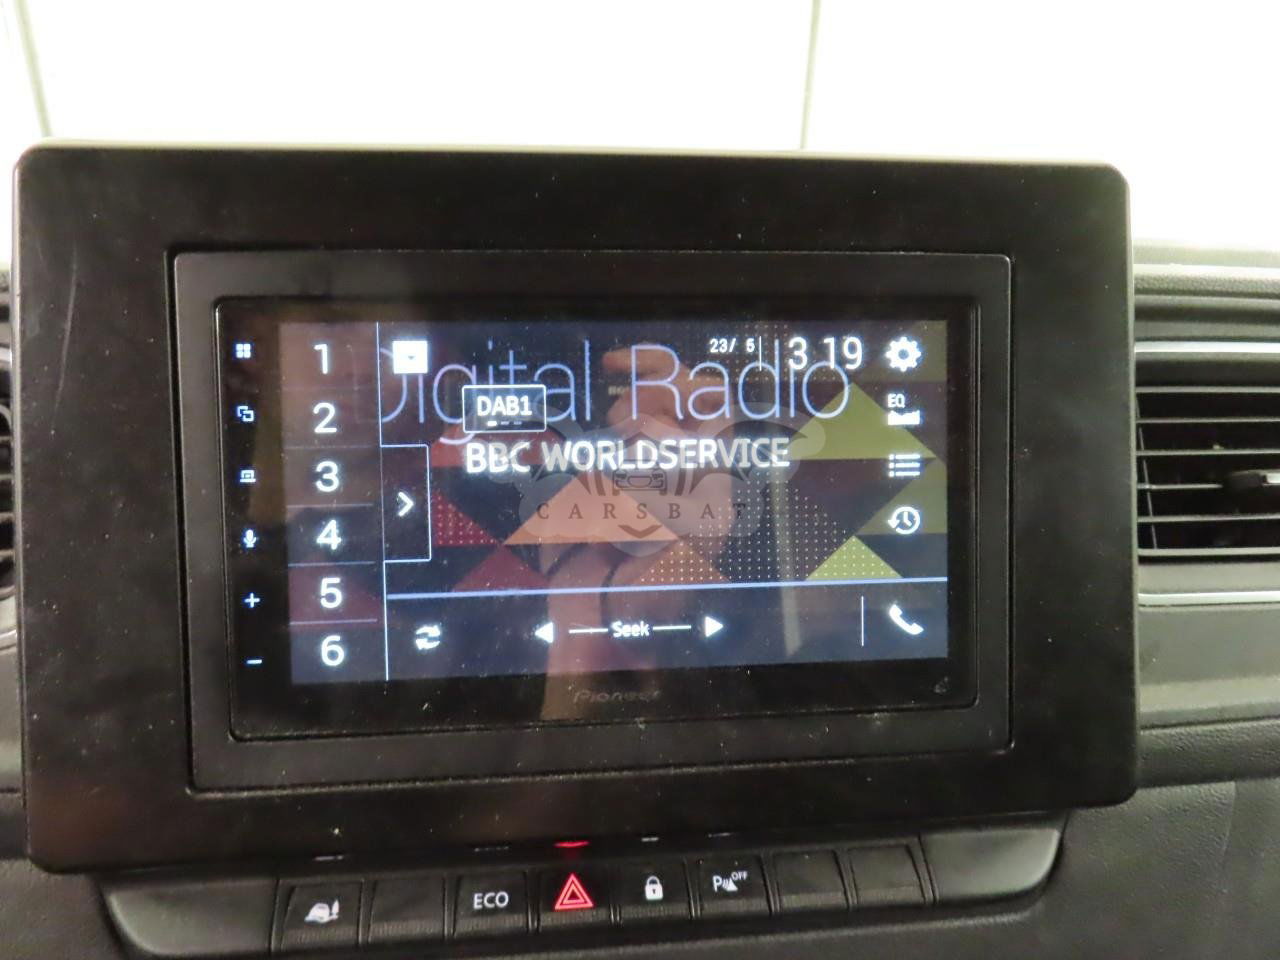 1
2
3
4
5
6
Digital Radio
23/ 5
3 19
DAB1
EQ
BBC WORLDSERVICE
CARSBAT
Seek
Pioneer
ECO
P OFF